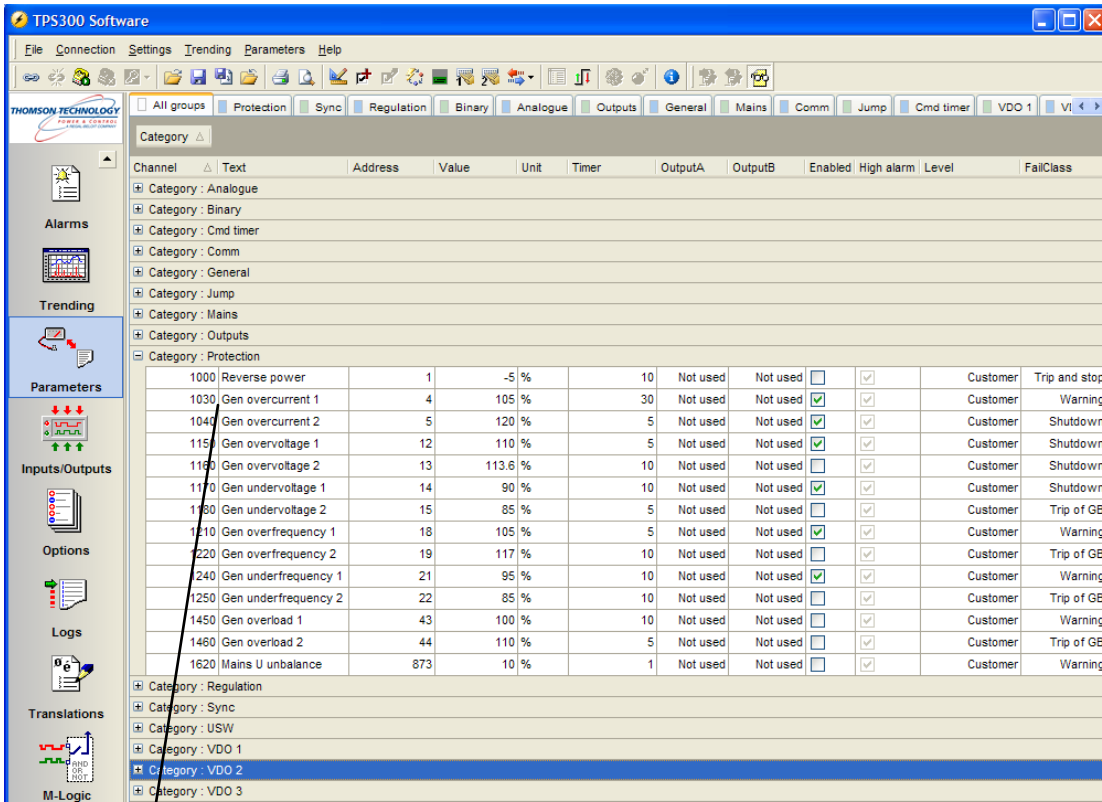 TPS300 Software
File Connection Settings Trending Parameters Help
THOMSON TECHNOLOGY
POWER & CONTROL
A REGAL-BELOIT COMPANY
All groups Protection Sync Regulation Binary Analogue Outputs General Mains Comm Jump Cmd timer VDO 1
Category
Channel Text Address Value Unit Timer OutputA OutputB Enabled High alarm Level FailClass
Category : Analogue
Category : Binary
Category : Cmd timer
Category : Comm
Category : General
Category : Jump
Category : Mains
Category : Outputs
Category : Protection
1000 Reverse power 1 -5 % 10 Not used Not used Customer Trip and stop
1030 Gen overcurrent 1 4 105 % 30 Not used Not used Customer Warning
1040 Gen overcurrent 2 5 120 % 5 Not used Not used Customer Shutdown
1150 Gen overvoltage 1 12 110 % 5 Not used Not used Customer Shutdown
1160 Gen overvoltage 2 13 113.6 % 10 Not used Not used Customer Shutdown
1170 Gen undervoltage 1 14 90 % 10 Not used Not used Customer Shutdown
1180 Gen undervoltage 2 15 85 % 5 Not used Not used Customer Trip of GB
1210 Gen overfrequency 1 18 105 % 5 Not used Not used Customer Warning
1220 Gen overfrequency 2 19 117 % 10 Not used Not used Customer Trip of GB
1240 Gen underfrequency 1 21 95 % 10 Not used Not used Customer Warning
1250 Gen underfrequency 2 22 85 % 10 Not used Not used Customer Trip of GB
1450 Gen overload 1 43 100 % 10 Not used Not used Customer Warning
1460 Gen overload 2 44 110 % 5 Not used Not used Customer Trip of GB
1620 Mains U unbalance 873 10 % 1 Not used Not used Customer Warning
Category : Regulation
Category : Sync
Category : USW
Category : VDO 1
Category : VDO 2
Category : VDO 3
Alarms
Trending
Parameters
Inputs/Outputs
Options
Logs
Translations
AND
OR
NOT
M-Logic